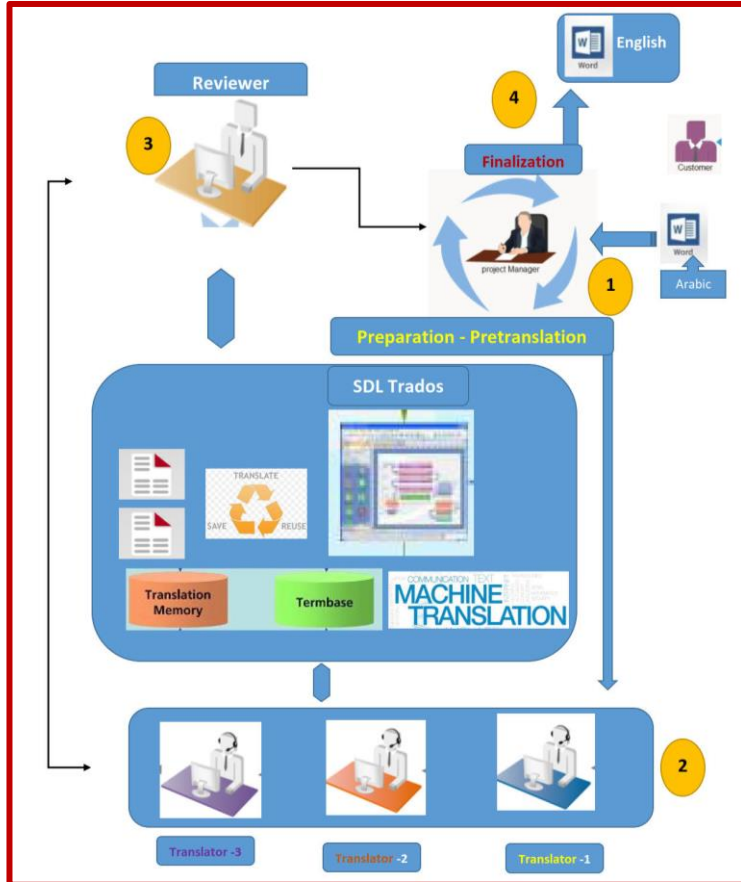 English
Word
4
Reviewer
3
Finalization
Customer
project Manager
Word
1
Arabic
Preparation - Pretranslation
SDL Trados
TRANSLATE
SAVE
REUSE
Translation
Memory
Termbase
COMMUNICATION TEXT
MACHINE
TRANSLATION
2
Translator -3
Translator -2
Translator -1